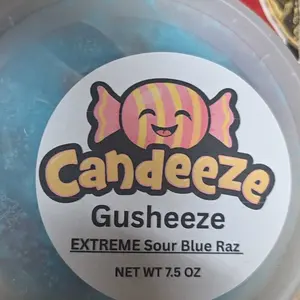 Candeeze
Gusheeze
EXTREME Sour Blue Raz
NET WT 7.5 OZ